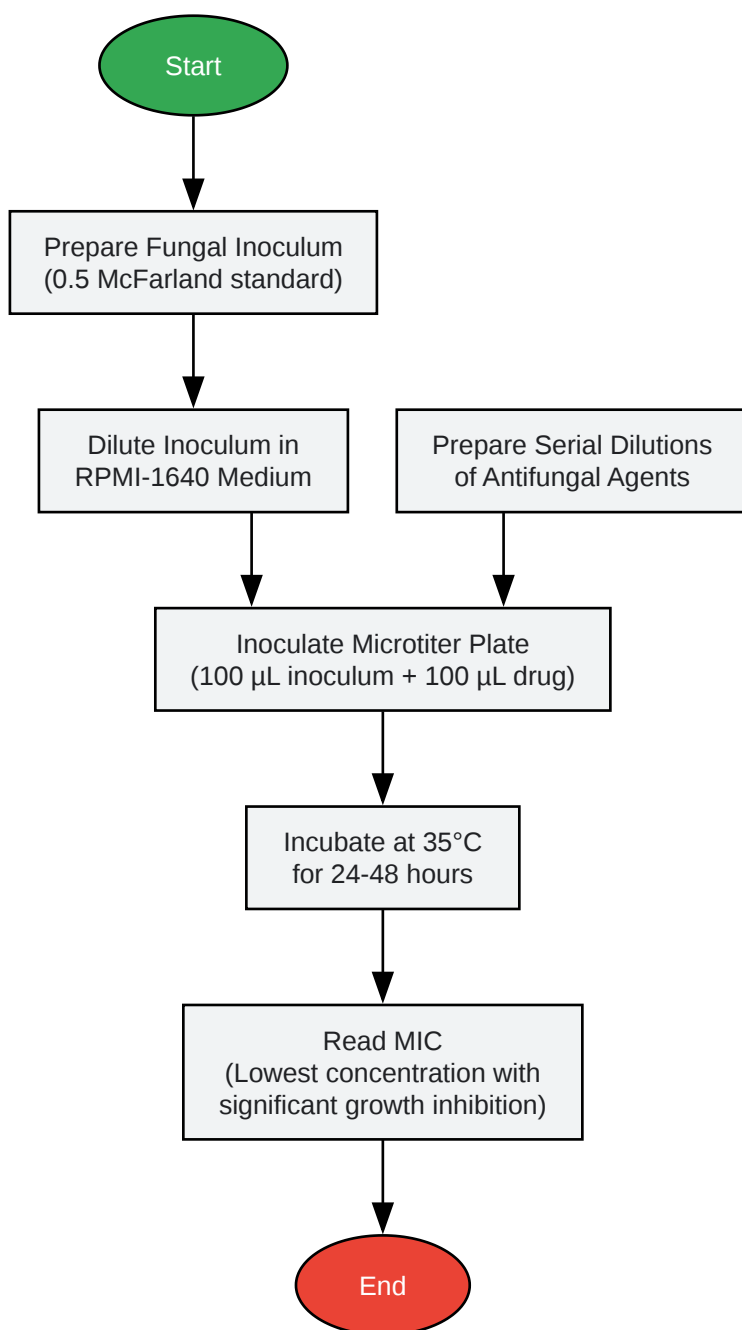 Start
Prepare Fungal Inoculum
(0.5 McFarland standard)
Dilute Inoculum in
RPMI-1640 Medium
Prepare Serial Dilutions
of Antifungal Agents
Inoculate Microtiter Plate
(100 µL inoculum + 100 µL drug)
Incubate at 35°C
for 24-48 hours
Read MIC
(Lowest concentration with
significant growth inhibition)
End